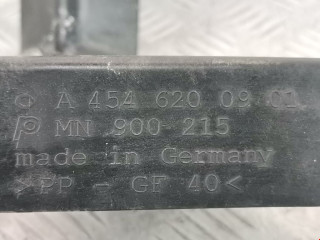 A 454 620 09 01
MN 900-215
made in Germany
>PP - GF 40<